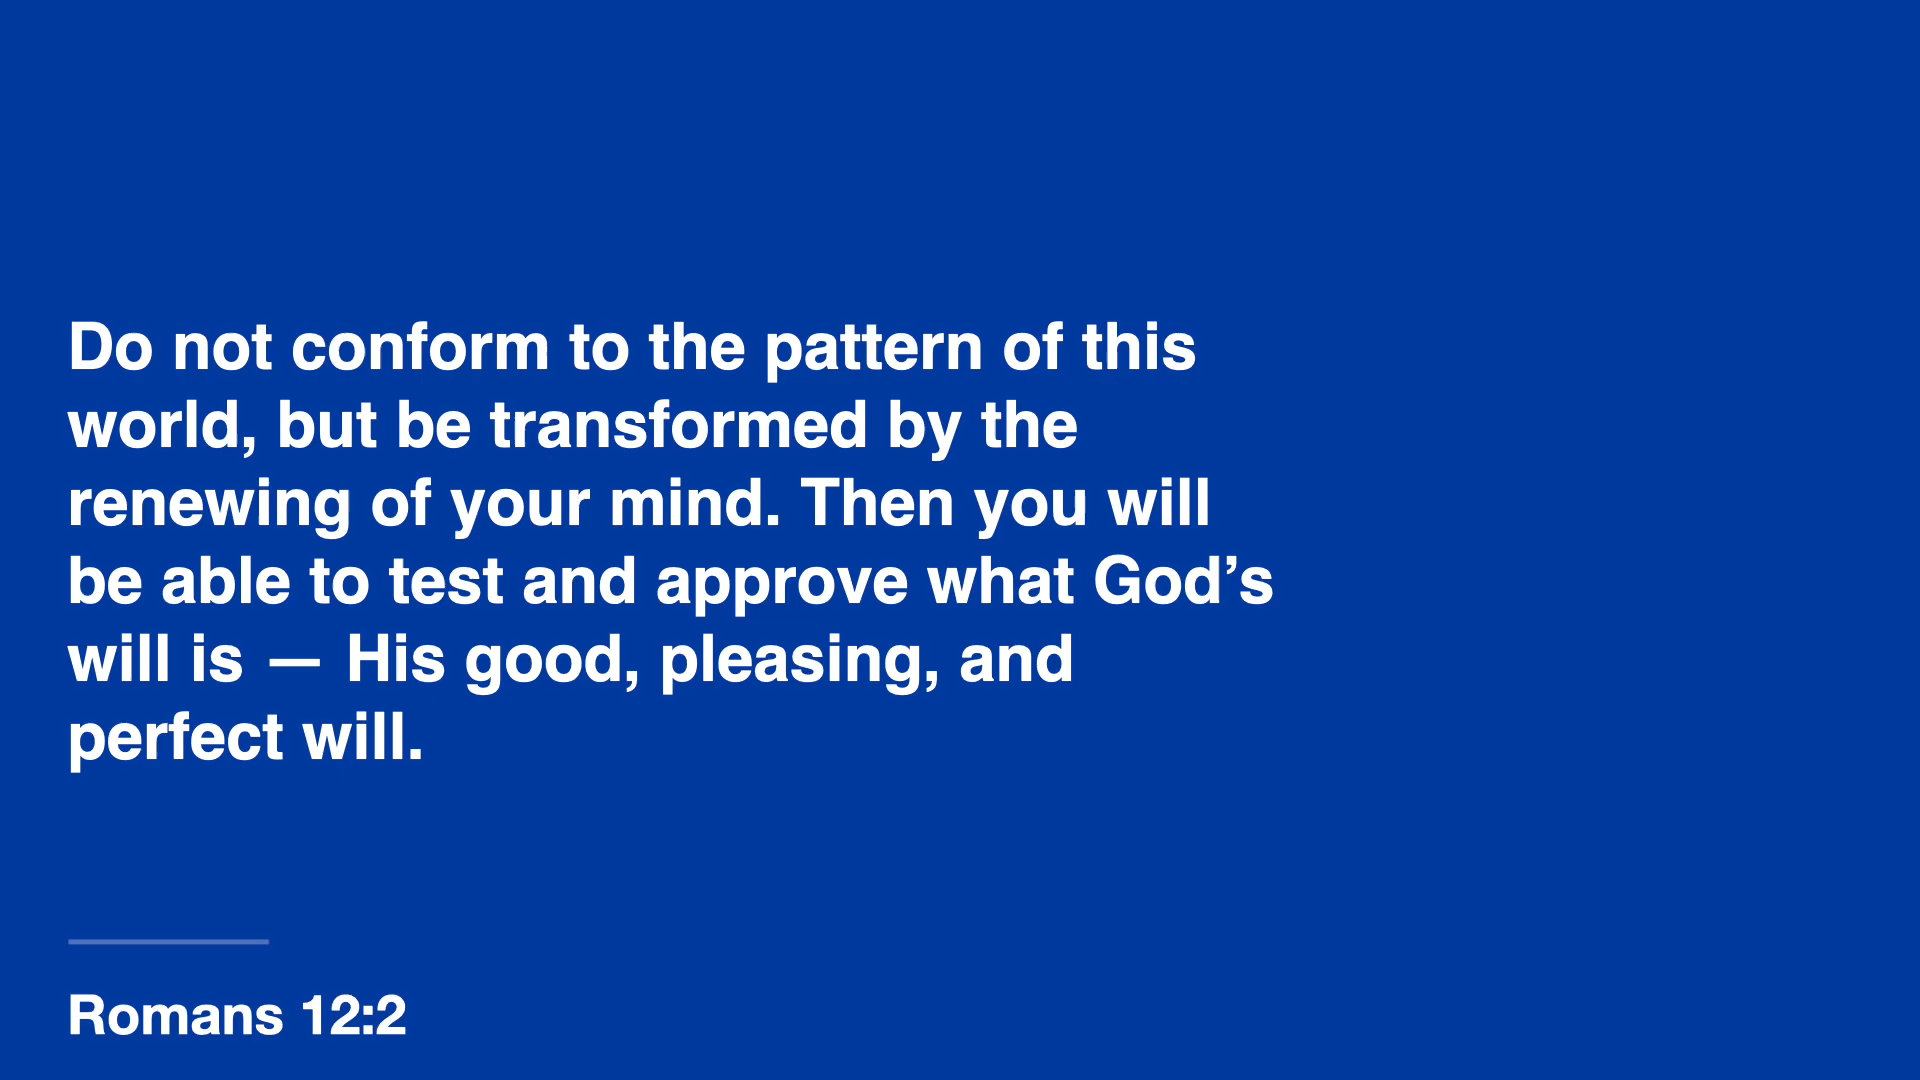 Do not conform to the pattern of this
world, but be transformed by the
renewing of your mind. Then you will
be able to test and approve what God’s
will is — His good, pleasing, and
perfect will.
Romans 12:2